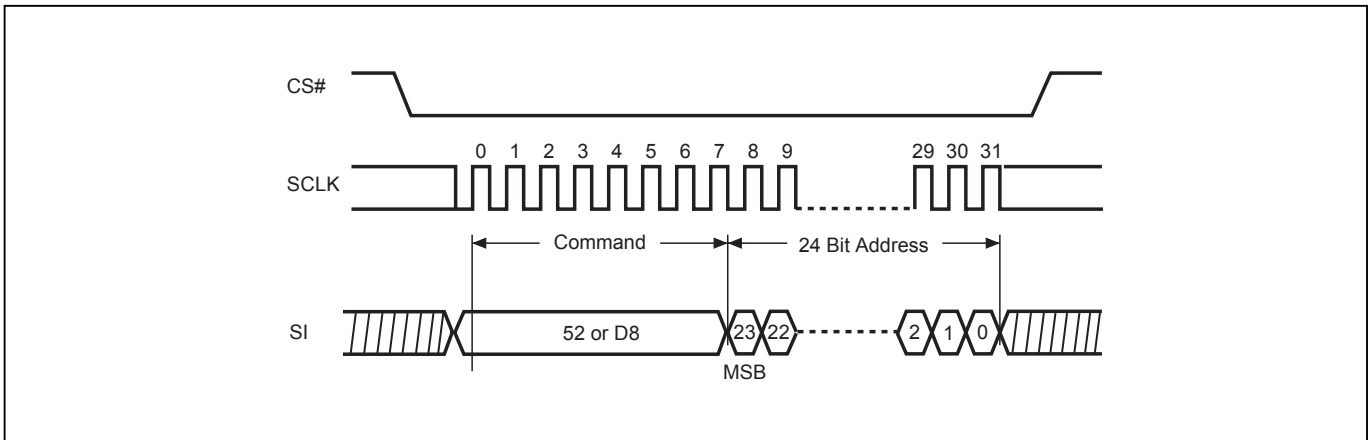 CS#
0 1 2 3 4 5 6 7 8 9 29 30 31
SCLK
Command 24 Bit Address
SI 52 or D8 23 22 2 1 0
MSB